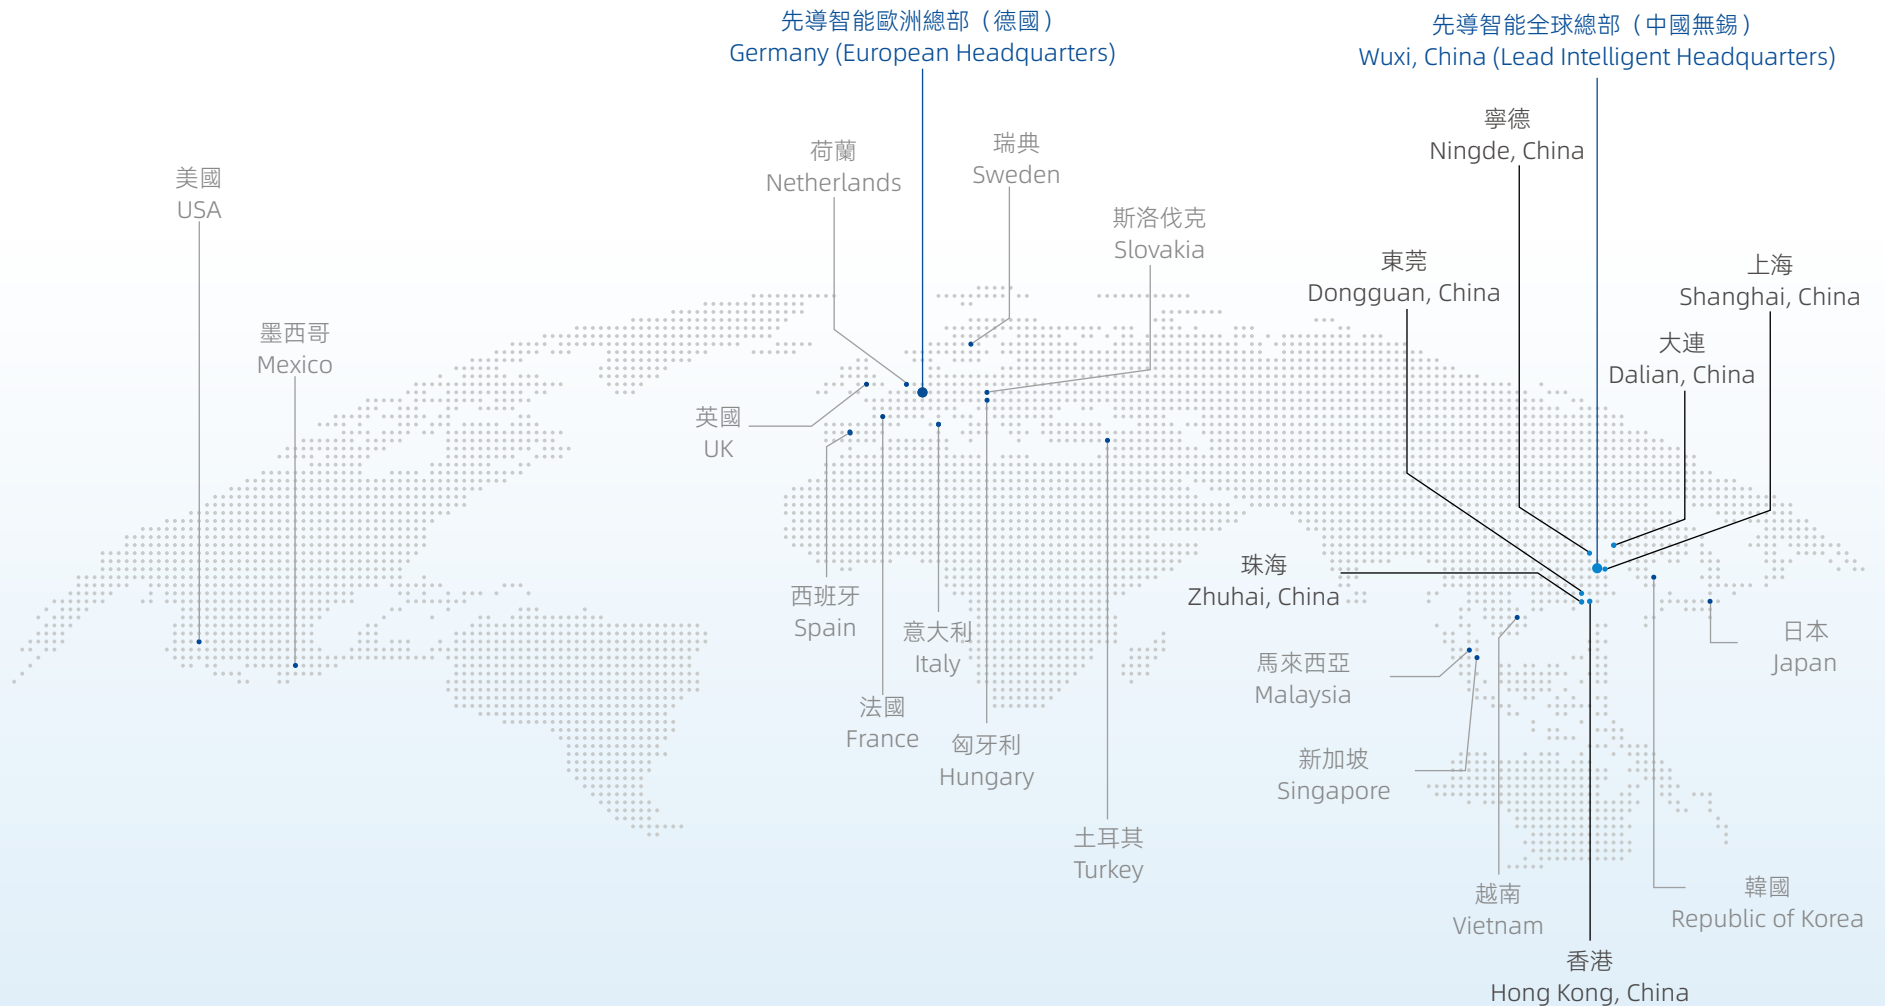 先導智能歐洲總部（德國）
Germany (European Headquarters)
先導智能全球總部（中國無錫）
Wuxi, China (Lead Intelligent Headquarters)
寧德
Ningde, China
荷蘭
Netherlands
瑞典
Sweden
美國
USA
斯洛伐克
Slovakia
東莞
Dongguan, China
上海
Shanghai, China
墨西哥
Mexico
大連
Dalian, China
英國
UK
珠海
Zhuhai, China
西班牙
Spain
意大利
Italy
馬來西亞
Malaysia
日本
Japan
法國
France
匈牙利
Hungary
新加坡
Singapore
土耳其
Turkey
越南
Vietnam
韓國
Republic of Korea
香港
Hong Kong, China